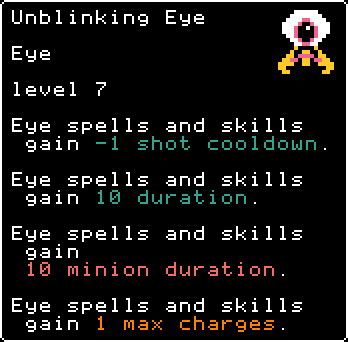 Unblinking Eye
Eye
level 7
Eye spells and skills
gain -1 shot cooldown.
Eye spells and skills
gain 10 duration.
Eye spells and skills
gain
10 minion duration.
Eye spells and skills
gain 1 max charges.